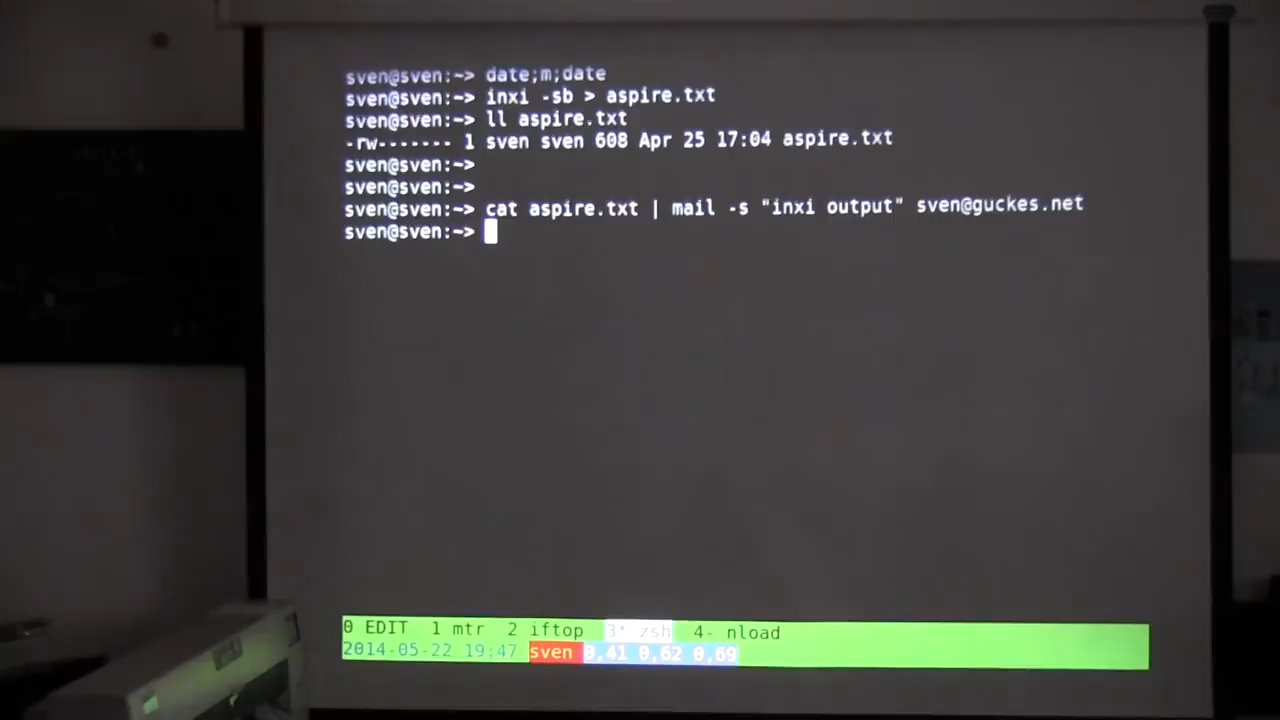 sven@sven:~> date;m;date
sven@sven:~> inxi -sb > aspire.txt
sven@sven:~> ll aspire.txt
-rw------- 1 sven sven 608 Apr 25 17:04 aspire.txt
sven@sven:~>
sven@sven:~>
sven@sven:~> cat aspire.txt | mail -s "inxi output" sven@guckes.net
sven@sven:~>
0 EDIT 1 mtr 2 iftop 3* zsh 4- nload
2014-05-22 19:47 sven 0,41 0,62 0,69